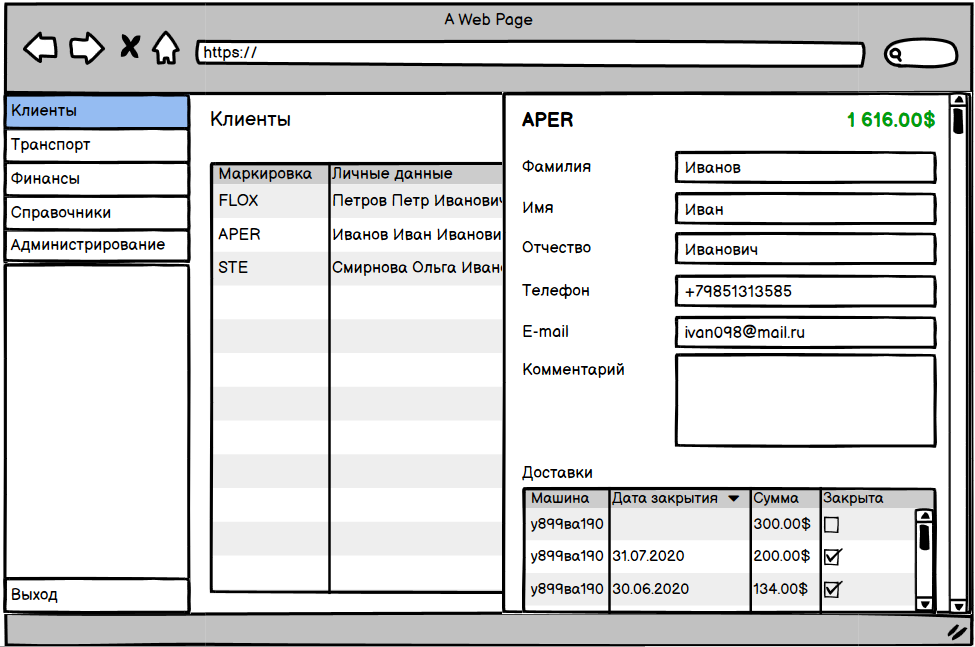 A Web Page
https://
Клиенты
Транспорт
Финансы
Справочники
Администрирование
Выход
Клиенты
Маркировка Личные данные
FLOX Петров Петр Иванович
APER Иванов Иван Иванови
STE Смирнова Ольга Иван
APER 1 616.00$
Фамилия Иванов
Имя Иван
Отчество Иванович
Телефон +79851313585
E-mail ivan098@mail.ru
Комментарий
Доставки
Машина Дата закрытия Сумма Закрыта
у899ва190 300.00$
у899ва190 31.07.2020 200.00$
у899ва190 30.06.2020 134.00$